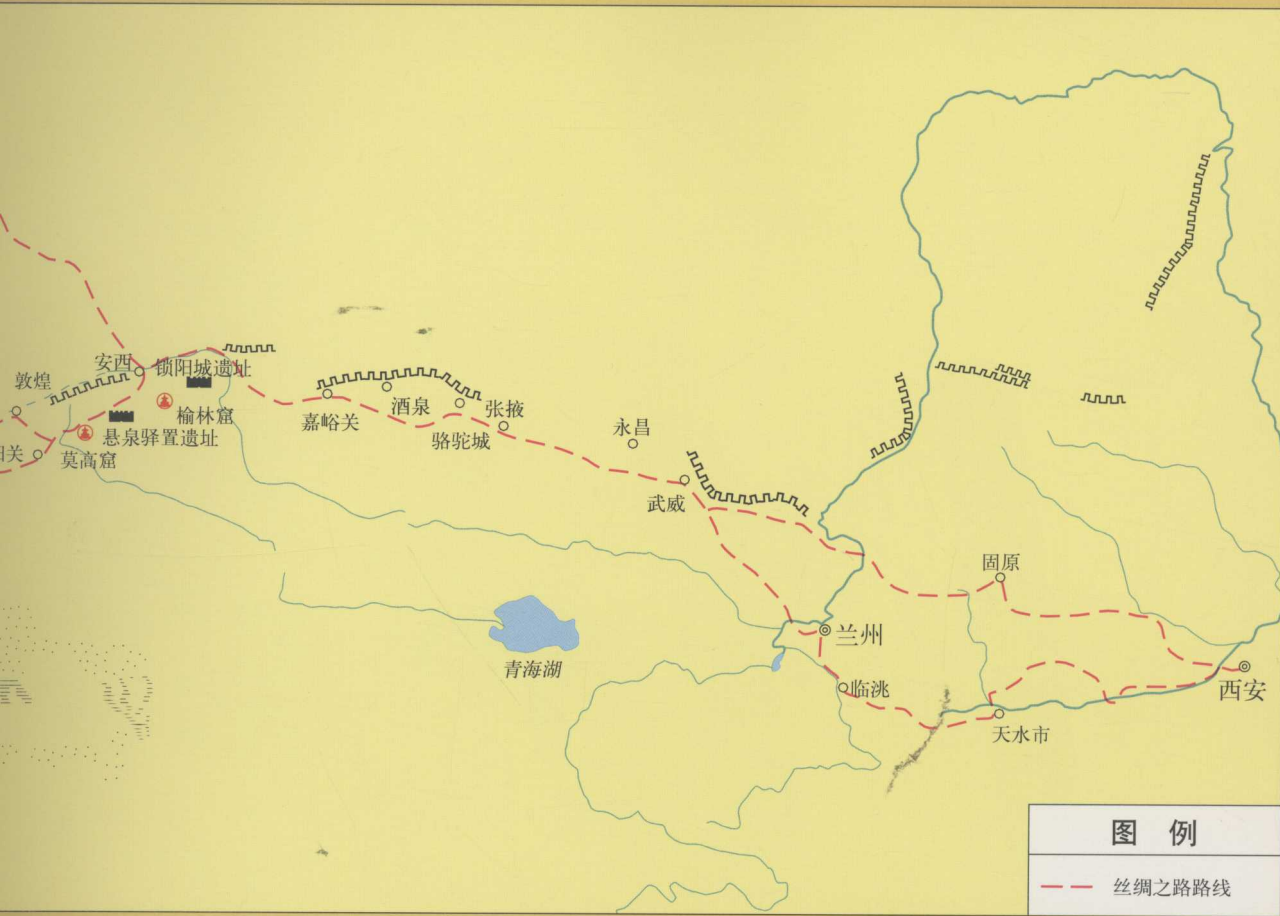 安西
锁阳城遗址
敦煌
榆林窟
悬泉驿置遗址
关
莫高窟
嘉峪关
酒泉
骆驼城
张掖
永昌
武威
固原
兰州
青海湖
临洮
西安
天水市
图 例
丝绸之路路线